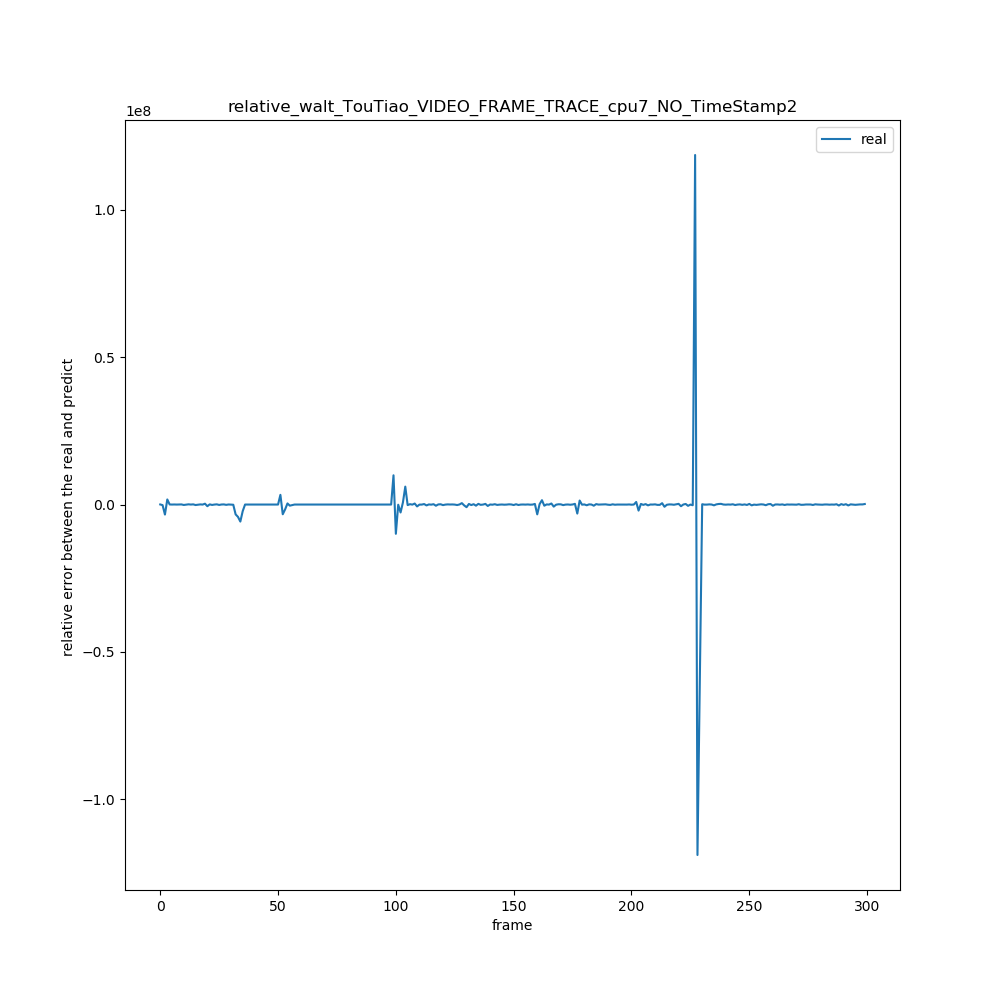 relative_walt_TouTiao_VIDEO_FRAME_TRACE_cpu7_NO_TimeStamp2
1e8
real
1.0
0.5
0.0
−0.5
−1.0
relative error between the real and predict
0 50 100 150 200 250 300
frame